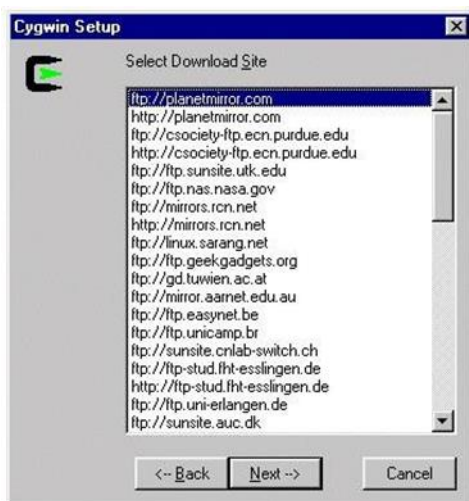 Cygwin Setup
Select Download Site
ftp://planetmirror.com
http://planetmirror.com
ftp://csociety-ftp.ecn.purdue.edu
http://csociety-ftp.ecn.purdue.edu
ftp://ftp.sunsite.utk.edu
ftp://ftp.nas.nasa.gov
ftp://mirrors.rcn.net
http://mirrors.rcn.net
ftp://linux.sarang.net
ftp://ftp.geekgadgets.org
ftp://gd.tuwien.ac.at
ftp://mirror.aarnet.edu.au
ftp://ftp.easynet.be
ftp://ftp.unicamp.br
ftp://sunsite.cnlab-switch.ch
ftp://ftp-stud.fht-esslingen.de
http://ftp-stud.fht-esslingen.de
ftp://ftp.uni-erlangen.de
ftp://sunsite.auc.dk
<-- Back Next --> Cancel